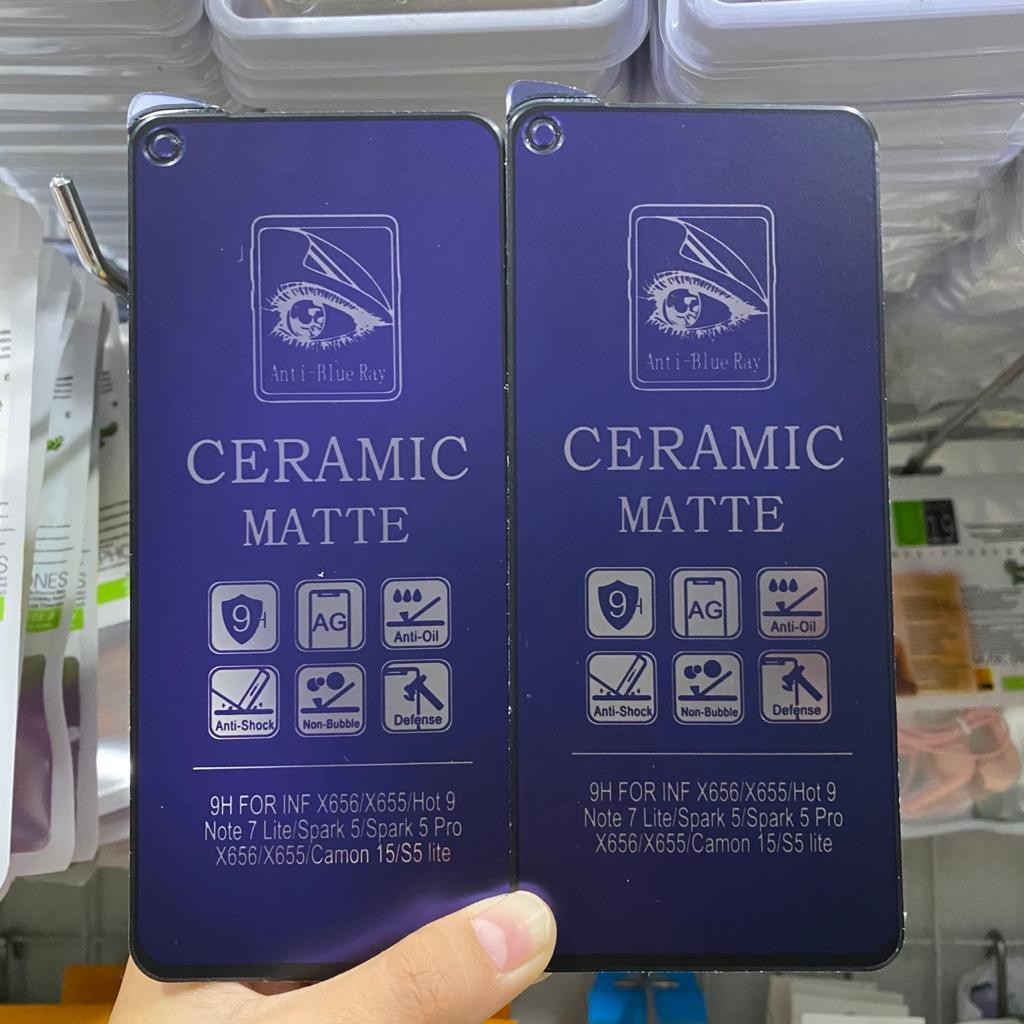 Anti-Blue Ray
CERAMIC
MATTE
9H
AG
Anti-Oil
Anti-Shock
Non-Bubble
Defense
9H FOR INF X656/X655/Hot 9
Note 7 Lite/Spark 5/Spark 5 Pro
X656/X655/Camon 15/S5 lite
Anti-Blue Ray
CERAMIC
MATTE
9H
AG
Anti-Oil
Anti-Shock
Non-Bubble
Defense
9H FOR INF X656/X655/Hot 9
Note 7 Lite/Spark 5/Spark 5 Pro
X656/X655/Camon 15/S5 lite